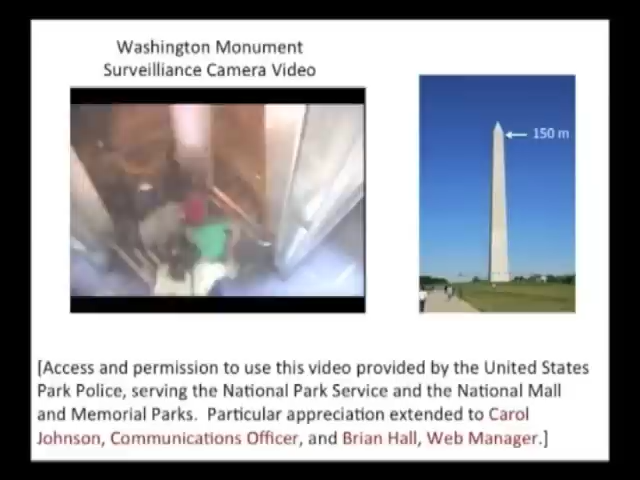 Washington Monument
Surveilliance Camera Video
150 m
[Access and permission to use this video provided by the United States
Park Police, serving the National Park Service and the National Mall
and Memorial Parks.  Particular appreciation extended to Carol
Johnson, Communications Officer, and Brian Hall, Web Manager.]